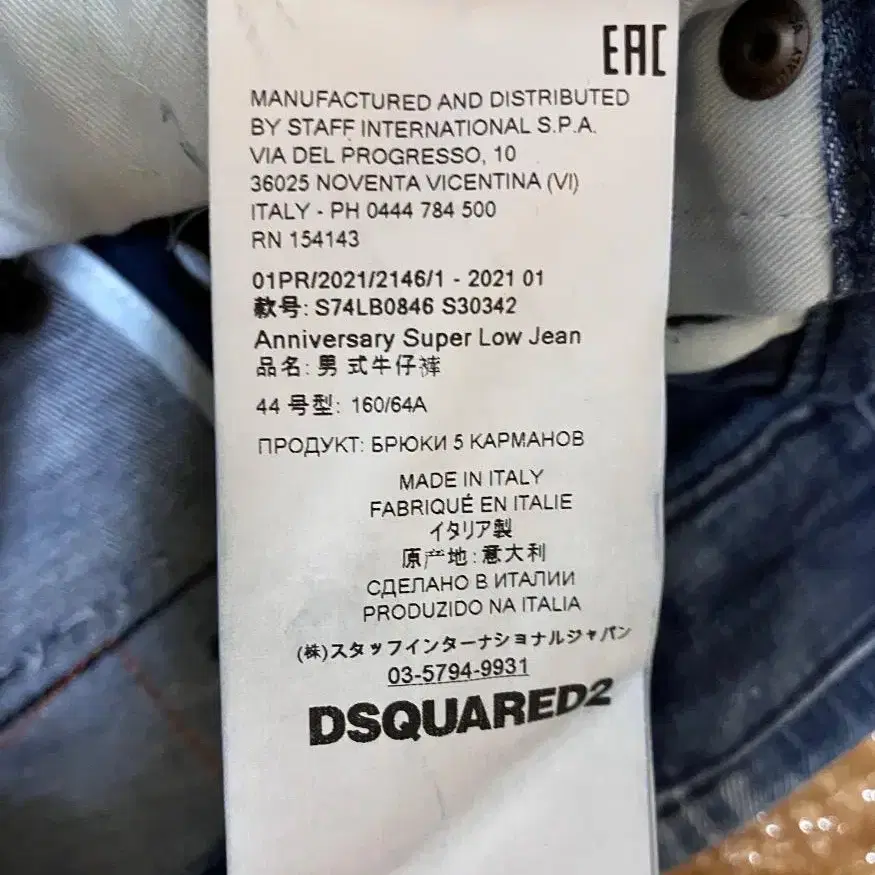 EAC
MANUFACTURED AND DISTRIBUTED
BY STAFF INTERNATIONAL S.P.A.
VIA DEL PROGRESSO, 10
36025 NOVENTA VICENTINA (VI)
ITALY - PH 0444 784 500
RN 154143
01PR/2021/2146/1 - 2021 01
款号: S74LB0846 S30342
Anniversary Super Low Jean
品名: 男 式牛仔裤
44 号型: 160/64A
ПРОДУКТ: БРЮКИ 5 КАРМАНОВ
MADE IN ITALY
FABRIQUÉ EN ITALIE
イタリア製
原产地: 意大利
СДЕЛАНО В ИТАЛИИ
PRODUZIDO NA ITALIA
(株)スタッフインターナショナルジャパン
03-5794-9931
DSQUARED2